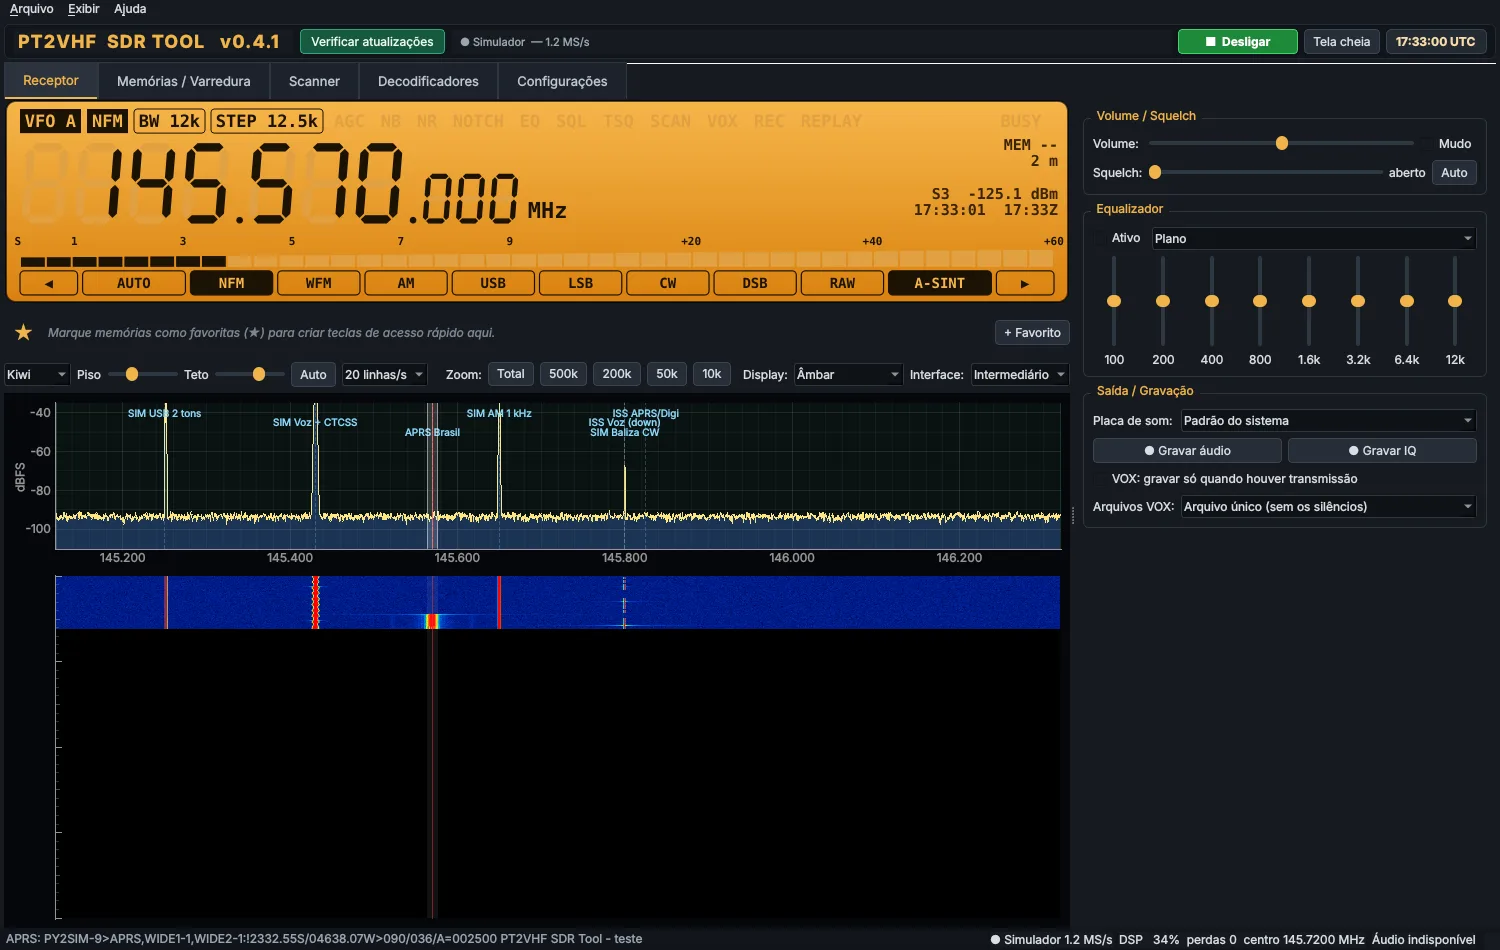 Arquivo Exibir Ajuda
PT2VHF SDR TOOL v0.4.1 Verificar atualizações ● Simulador — 1.2 MS/s ■ Desligar Tela cheia 17:33:00 UTC
Receptor Memórias / Varredura Scanner Decodificadores Configurações
VFO A NFM BW 12k STEP 12.5k AGC NB NR NOTCH EQ SQL TSQ SCAN VOX REC REPLAY BUSY
MEM --
2 m
145.570.000 MHz
S3 -125.1 dBm
17:33:01 17:33Z
S 1 3 5 7 9 +20 +40 +60
◄ AUTO NFM WFM AM USB LSB CW DSB RAW A-SINT ►
★ Marque memórias como favoritas (★) para criar teclas de acesso rápido aqui. + Favorito
Kiwi Piso Teto Auto 20 linhas/s Zoom: Total 500k 200k 50k 10k Display: Âmbar Interface: Intermediário
SIM USB 2 tons SIM AM 1 kHz ISS APRS/Digi
SIM Voz + CTCSS ISS Voz (down)
APRS Brasil SIM Baliza CW
dBFS
-40
-60
-80
-100
145.200 145.400 145.600 145.800 146.000 146.200
Volume / Squelch
Volume: Mudo
Squelch: aberto Auto
Equalizador
Ativo Plano
100 200 400 800 1.6k 3.2k 6.4k 12k
Saída / Gravação
Placa de som: Padrão do sistema
● Gravar áudio ● Gravar IQ
VOX: gravar só quando houver transmissão
Arquivos VOX: Arquivo único (sem os silêncios)
APRS: PY2SIM-9>APRS,WIDE1-1,WIDE2-1:!2332.55S/04638.07W>090/036/A=002500 PT2VHF SDR Tool - teste ● Simulador 1.2 MS/s DSP 34% perdas 0 centro 145.7200 MHz Áudio indisponível